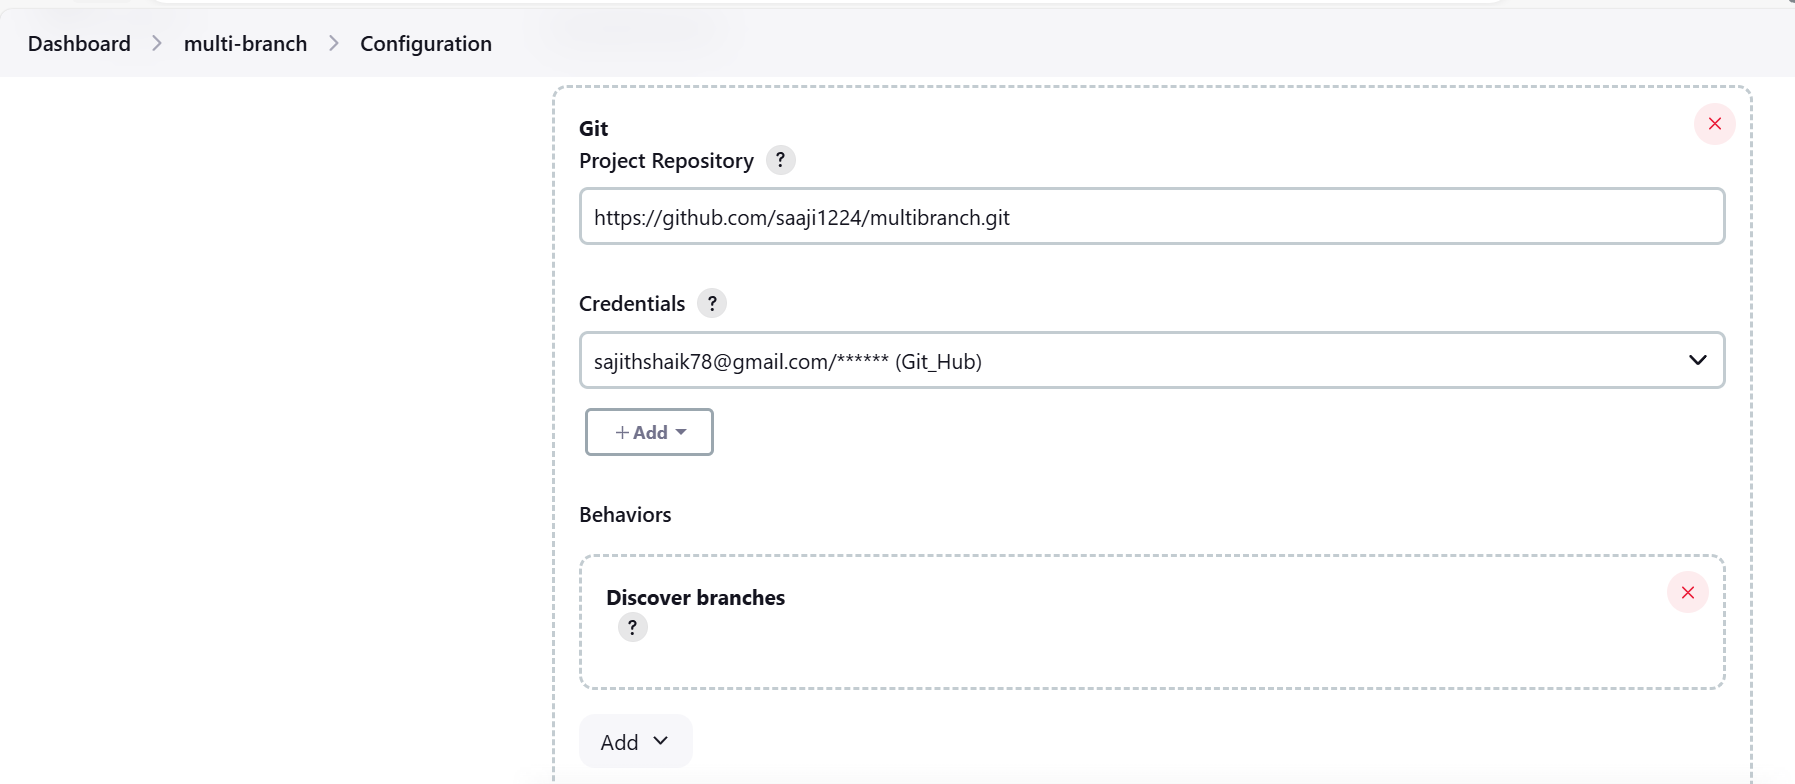 Dashboard > multi-branch > Configuration
Git
Project Repository ?
https://github.com/saaji1224/multibranch.git
Credentials ?
sajithshaik78@gmail.com/****** (Git_Hub)
+ Add
Behaviors
Discover branches
?
Add